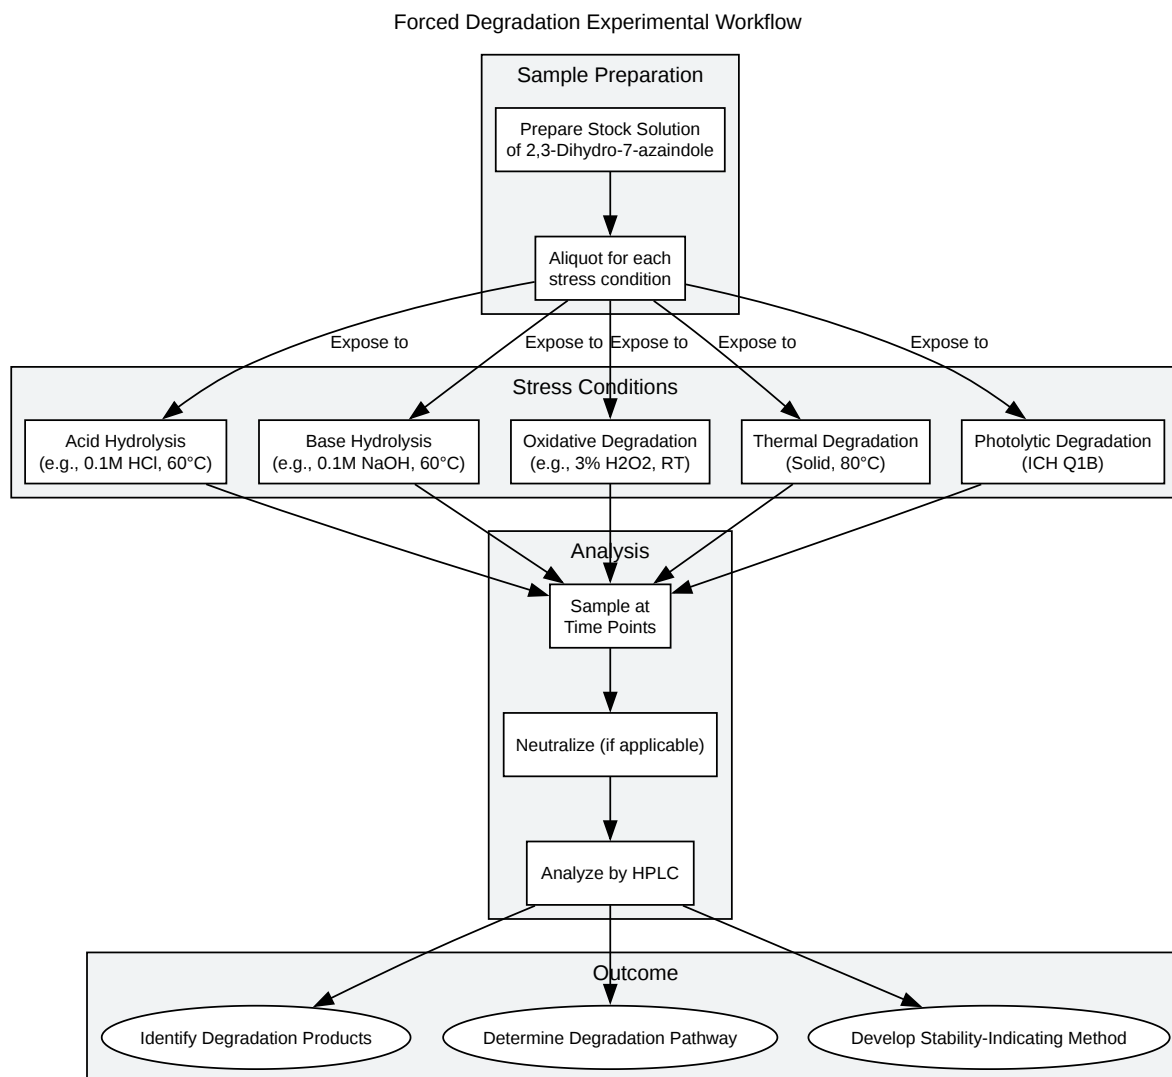 Forced Degradation Experimental Workflow
Sample Preparation
Prepare Stock Solution
of 2,3-Dihydro-7-azaindole
Aliquot for each
stress condition
Expose to
Expose to
Expose to
Expose to
Expose to
Stress Conditions
Acid Hydrolysis
(e.g., 0.1M HCl, 60°C)
Base Hydrolysis
(e.g., 0.1M NaOH, 60°C)
Oxidative Degradation
(e.g., 3% H2O2, RT)
Thermal Degradation
(Solid, 80°C)
Photolytic Degradation
(ICH Q1B)
Analysis
Sample at
Time Points
Neutralize (if applicable)
Analyze by HPLC
Outcome
Identify Degradation Products
Determine Degradation Pathway
Develop Stability-Indicating Method